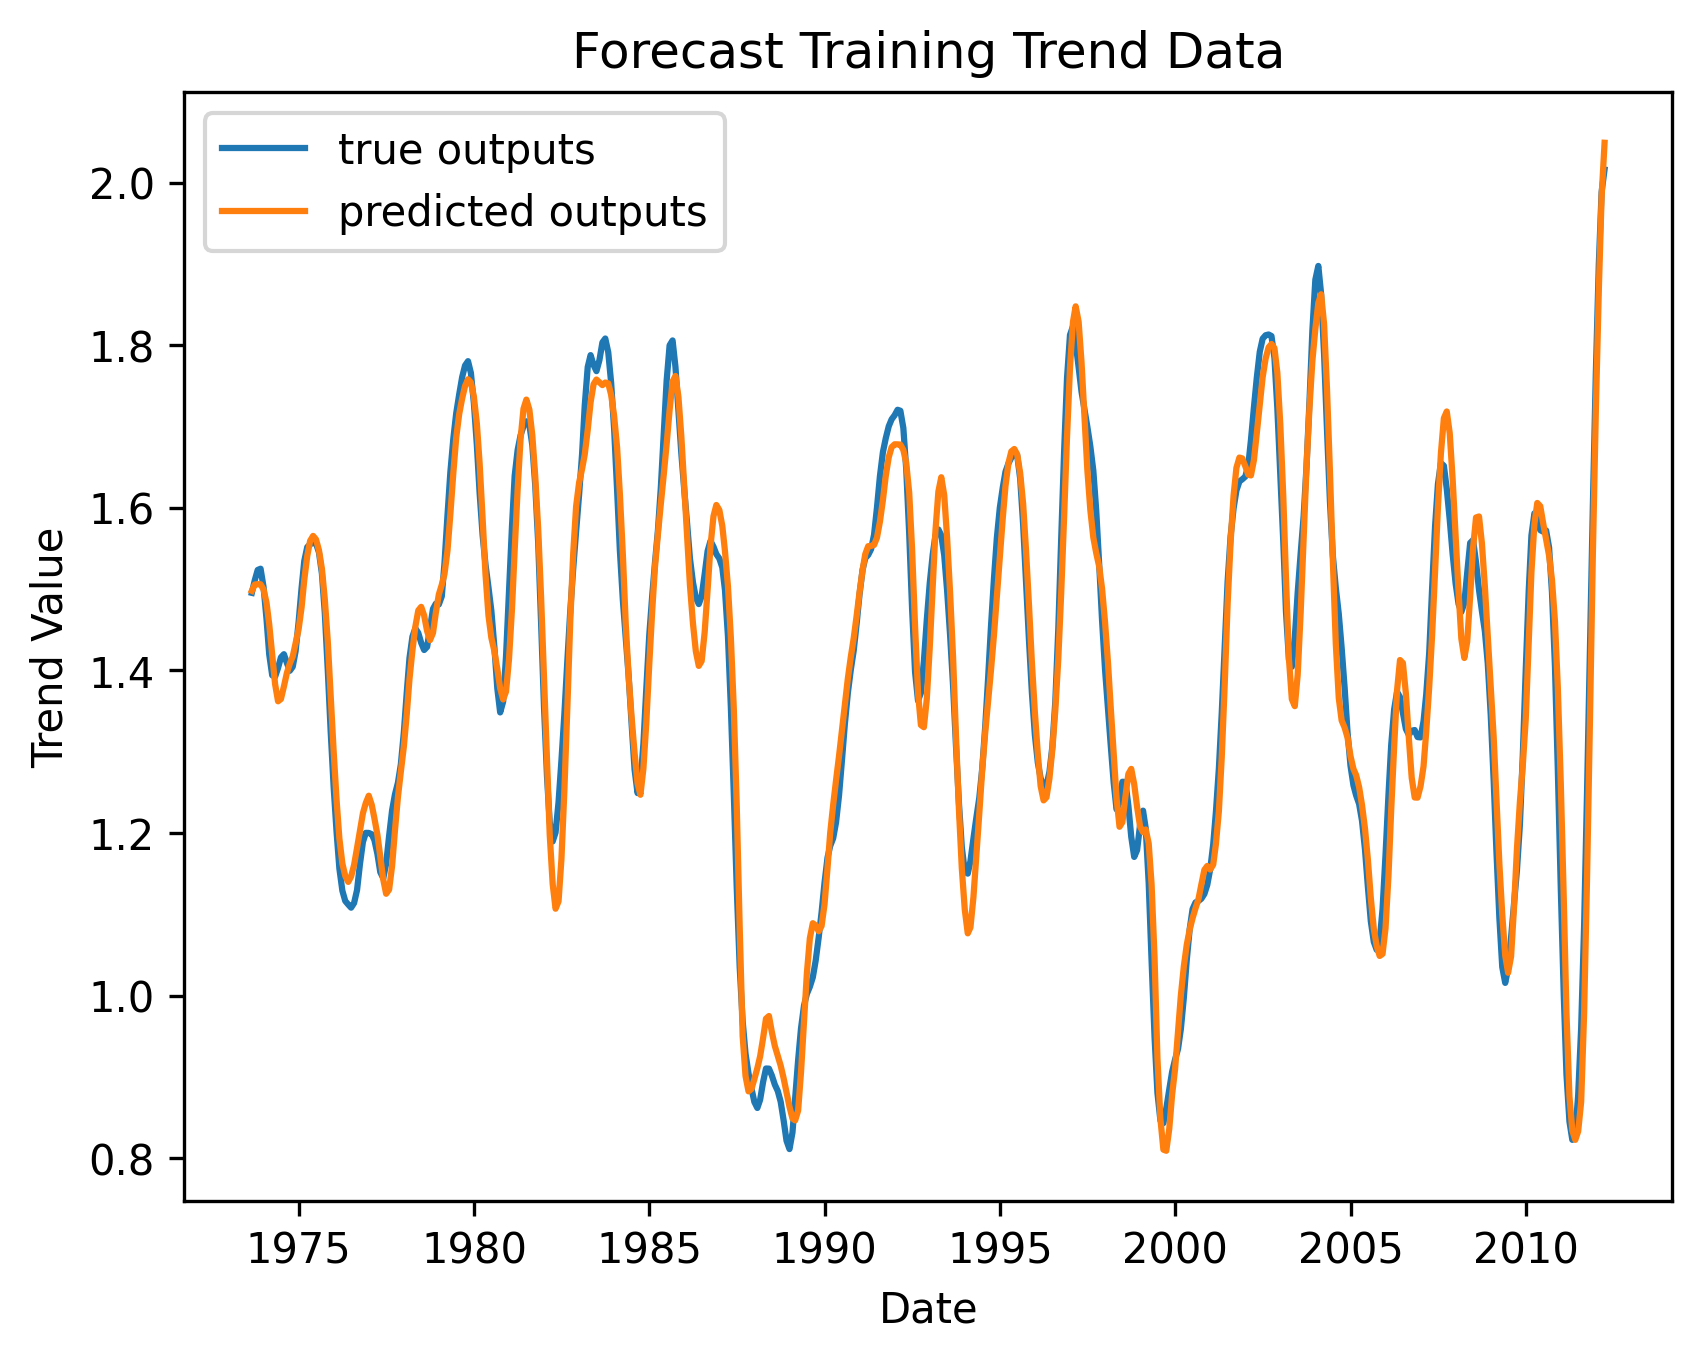 Forecast Training Trend Data
true outputs
predicted outputs
Trend Value
2.0
1.8
1.6
1.4
1.2
1.0
0.8
1975 1980 1985 1990 1995 2000 2005 2010
Date